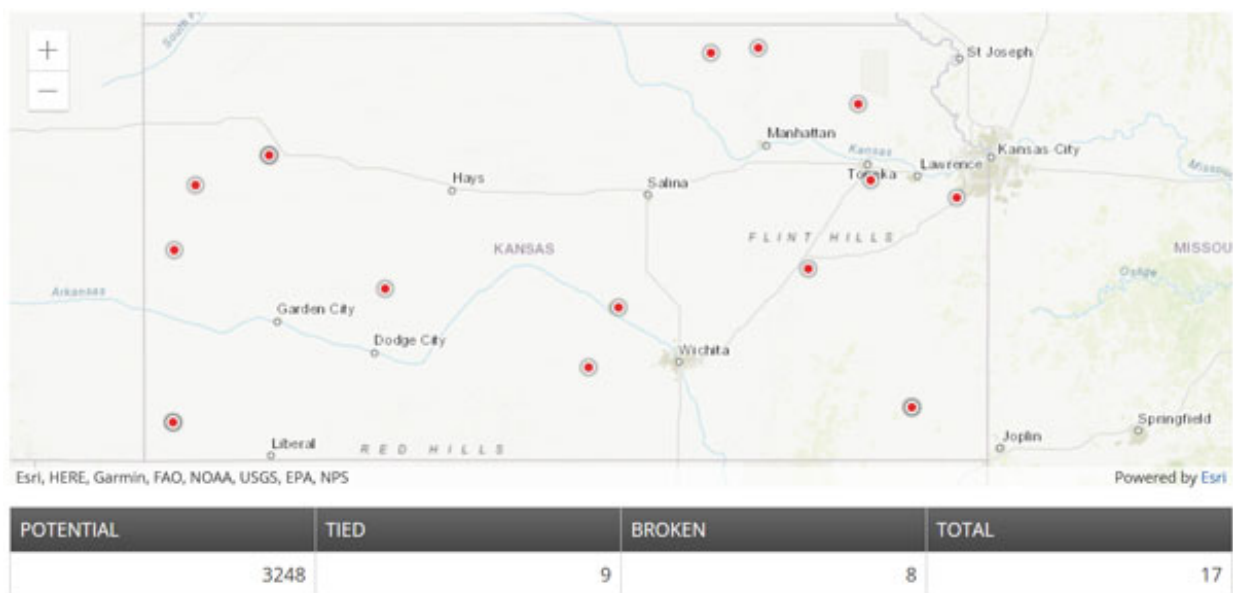 South P
+
St Joseph
−
Manhattan
Kansas
Kansas City
Lawrence
Topeka
Missou
Hays
Salina
FLINT HILLS
KANSAS
MISSOU
Osage
Arkansas
Garden City
Dodge City
Wichita
Springfield
Joplin
Liberal
RED HILLS
Esri, HERE, Garmin, FAO, NOAA, USGS, EPA, NPS
Powered by Esri
POTENTIAL TIED BROKEN TOTAL
3248 9 8 17